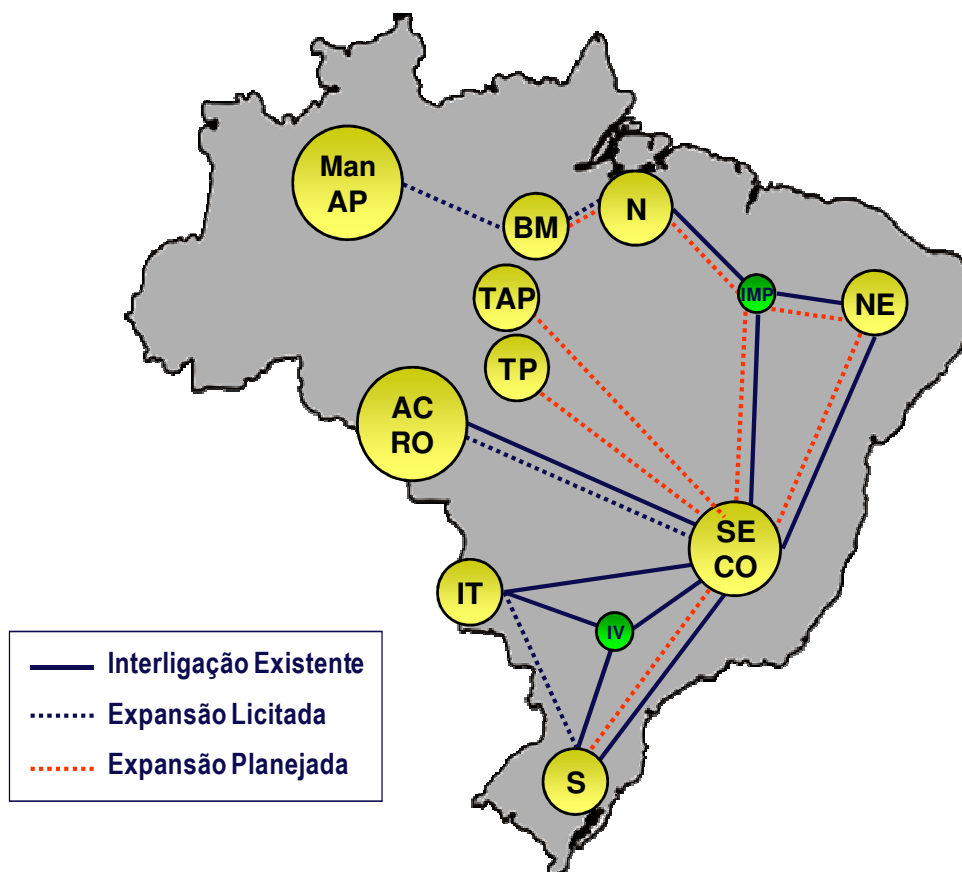 Man
AP
BM
N
TAP
IMP
NE
TP
AC
RO
SE
CO
IT
IV
S
Interligação Existente
Expansão Licitada
Expansão Planejada